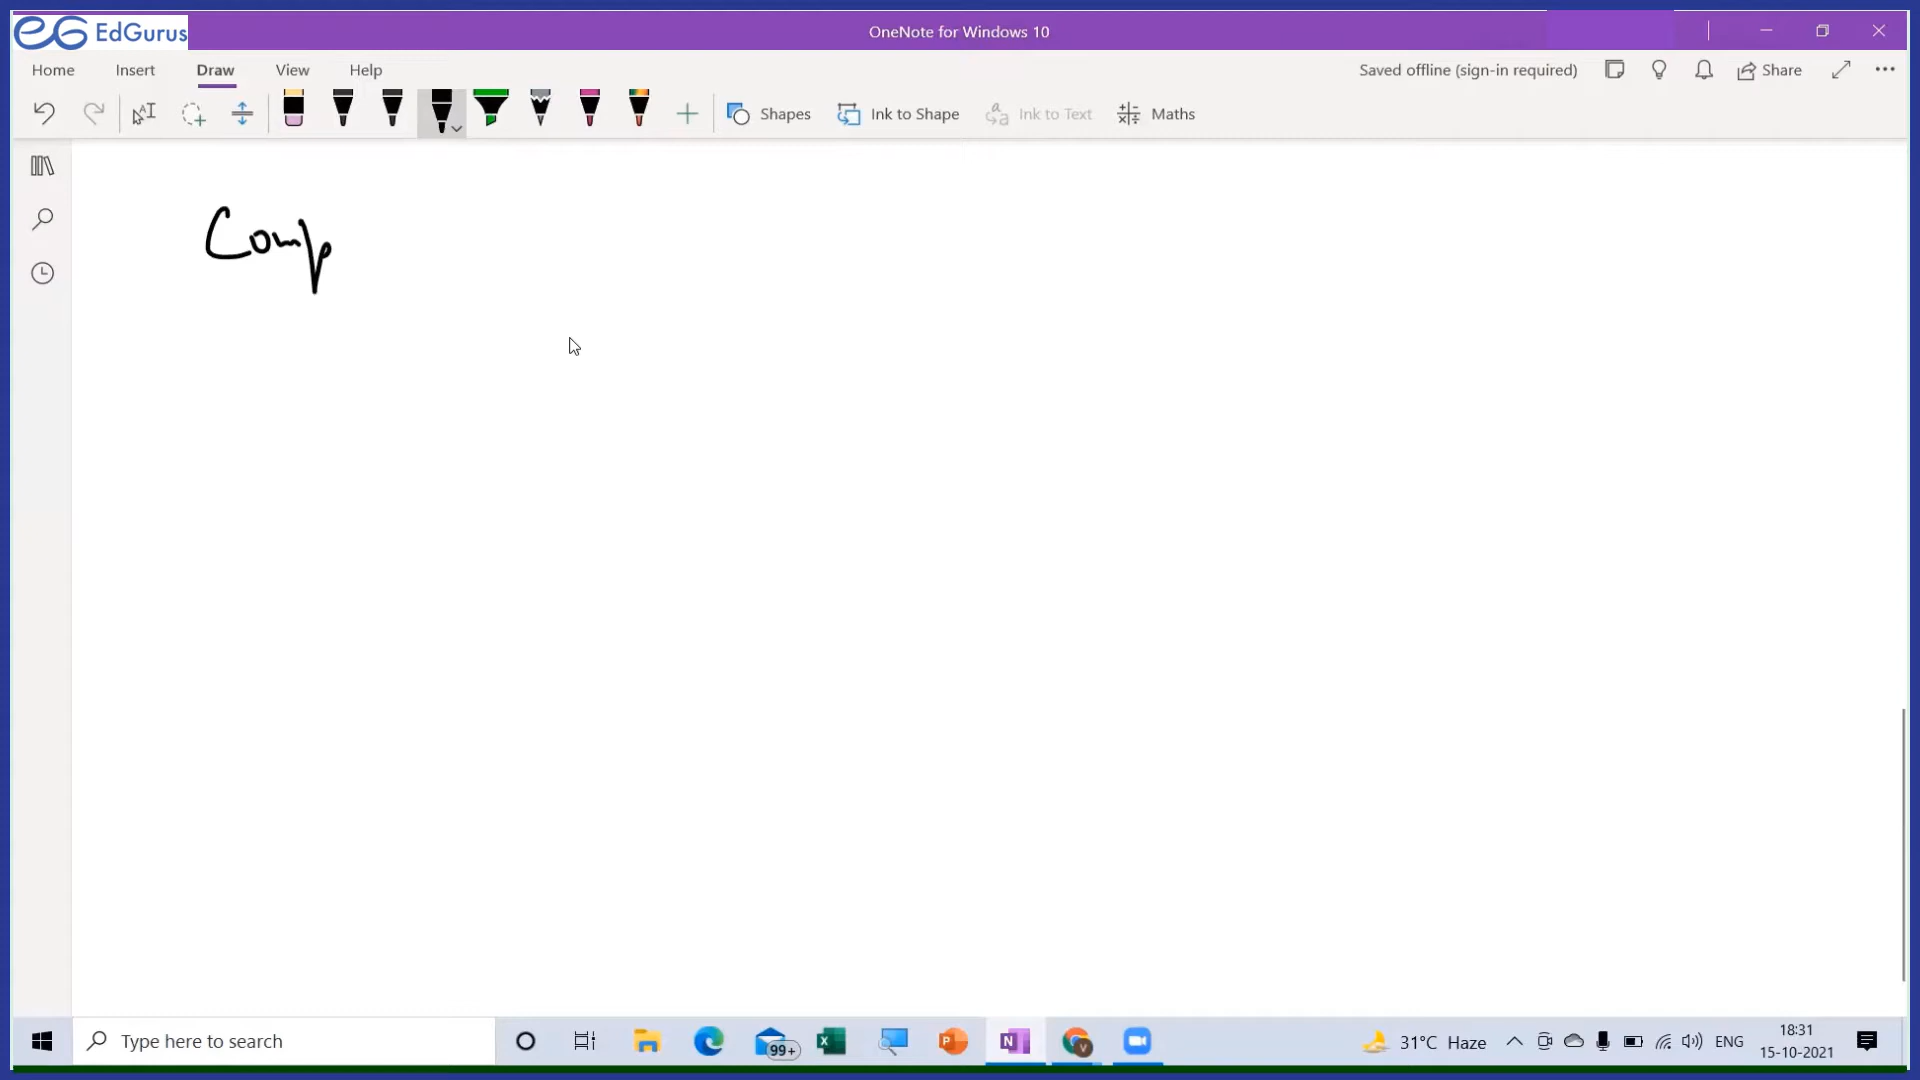 EdGurus
OneNote for Windows 10
Home Insert Draw View Help
Saved offline (sign-in required) Share
Shapes Ink to Shape Ink to Text Maths
Comp
Type here to search
99+
31°C Haze
ENG
18:31
15-10-2021